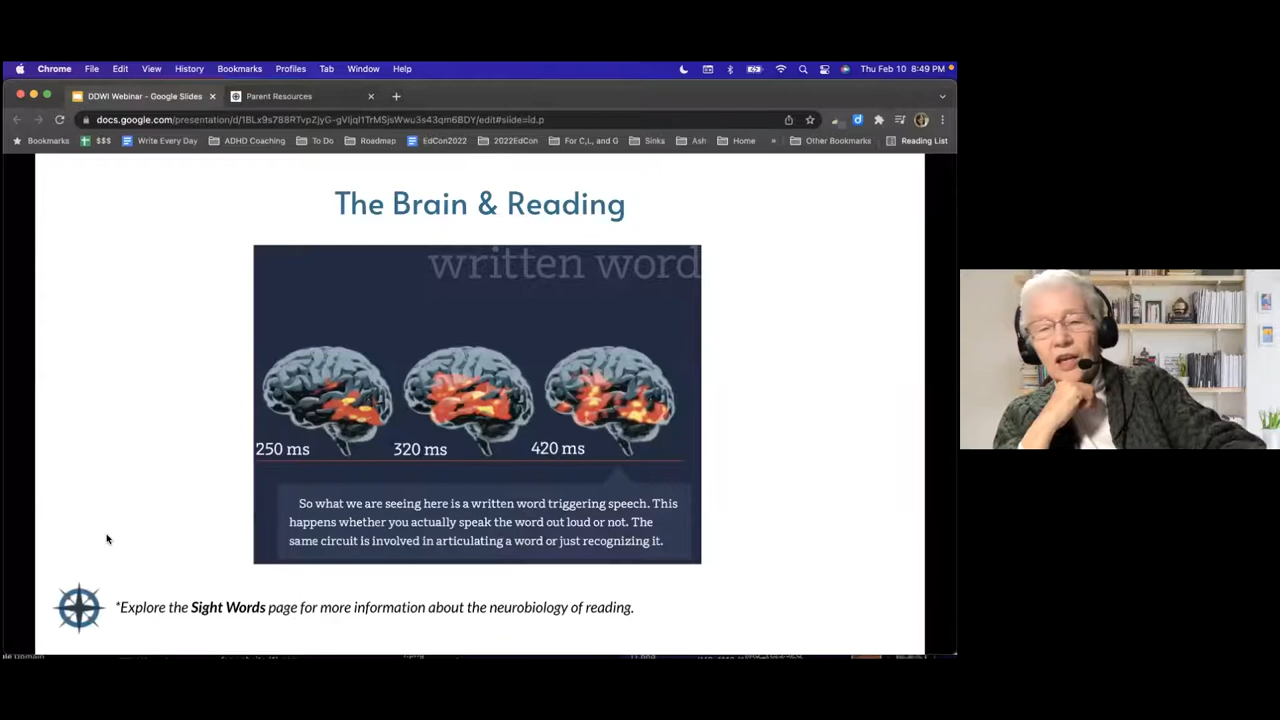 Chrome File Edit View History Bookmarks Profiles Tab Window Help Thu Feb 10 8:49 PM
DDWI Webinar - Google Slides × Parent Resources × +
docs.google.com/presentation/d/
Bookmarks $$$ Write Every Day ADHD Coaching To Do Roadmap EdCon2022 2022EdCon For C,L, and G Sinks Ash Home » Other Bookmarks Reading List
The Brain & Reading
written word
250 ms 320 ms 420 ms
So what we are seeing here is a written word triggering speech. This
happens whether you actually speak the word out loud or not. The
same circuit is involved in articulating a word or just recognizing it.
*Explore the Sight Words page for more information about the neurobiology of reading.